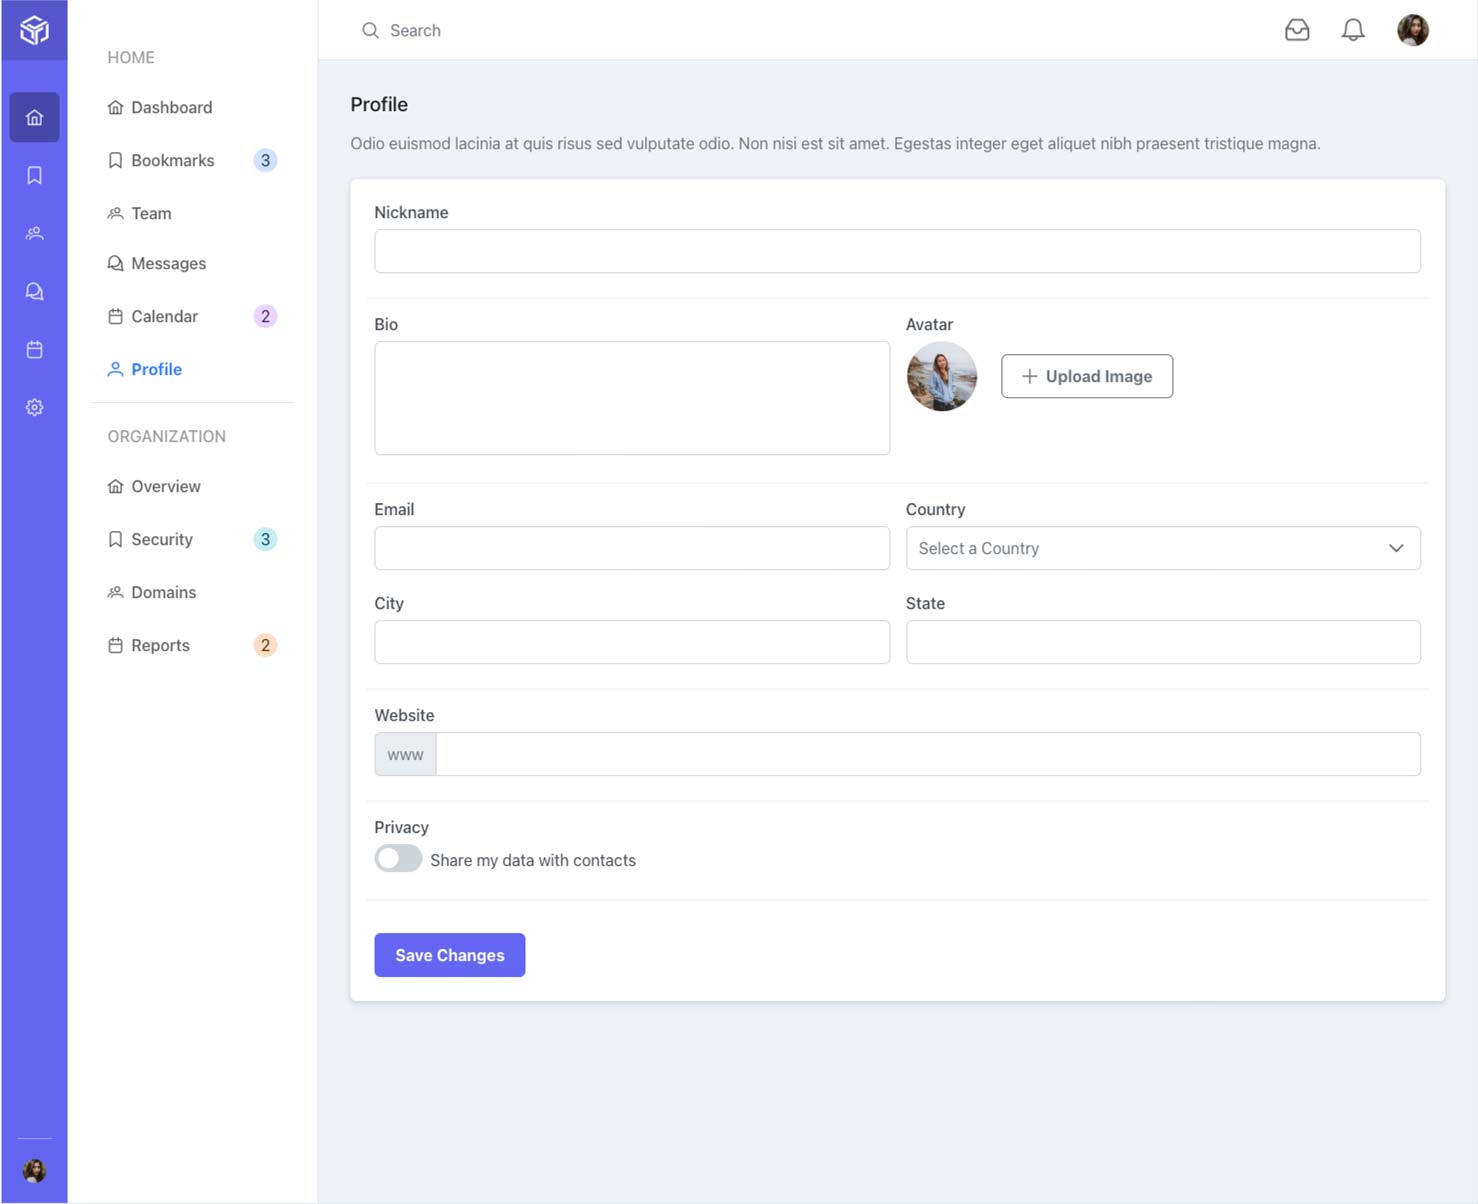 Search
HOME
Dashboard
Bookmarks 3
Team
Messages
Calendar 2
Profile
ORGANIZATION
Overview
Security 3
Domains
Reports 2
Profile
Odio euismod lacinia at quis risus sed vulputate odio. Non nisi est sit amet. Egestas integer eget aliquet nibh praesent tristique magna.
Nickname
Bio
Avatar
Upload Image
Email
Country
Select a Country
City
State
Website
www
Privacy
Share my data with contacts
Save Changes